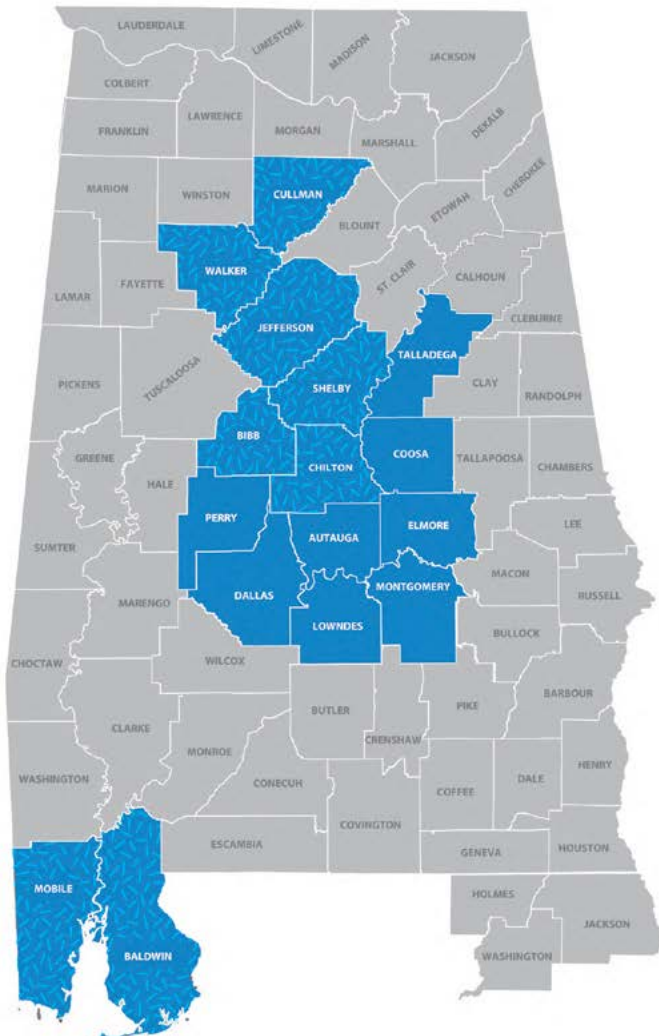 LAUDERDALE
LIMESTONE
MADISON
JACKSON
COLBERT
LAWRENCE
FRANKLIN
MORGAN
MARSHALL
DEKALB
CHEROKEE
MARION
WINSTON
CULLMAN
ETOWAH
BLOUNT
WALKER
ST. CLAIR
CALHOUN
FAYETTE
LAMAR
JEFFERSON
CLEBURNE
TALLADEGA
TUSCALOOSA
PICKENS
SHELBY
CLAY
RANDOLPH
BIBB
GREENE
COOSA
TALLAPOOSA
CHAMBERS
CHILTON
HALE
PERRY
ELMORE
LEE
AUTAUGA
SUMTER
MACON
MONTGOMERY
RUSSELL
DALLAS
MARENGO
LOWNDES
BULLOCK
WILCOX
CHOCTAW
BARBOUR
PIKE
BUTLER
CLARKE
CRENSHAW
MONROE
WASHINGTON
HENRY
CONECUH
COFFEE
DALE
COVINGTON
ESCAMBIA
HOUSTON
GENEVA
MOBILE
HOLMES
JACKSON
BALDWIN
WASHINGTON